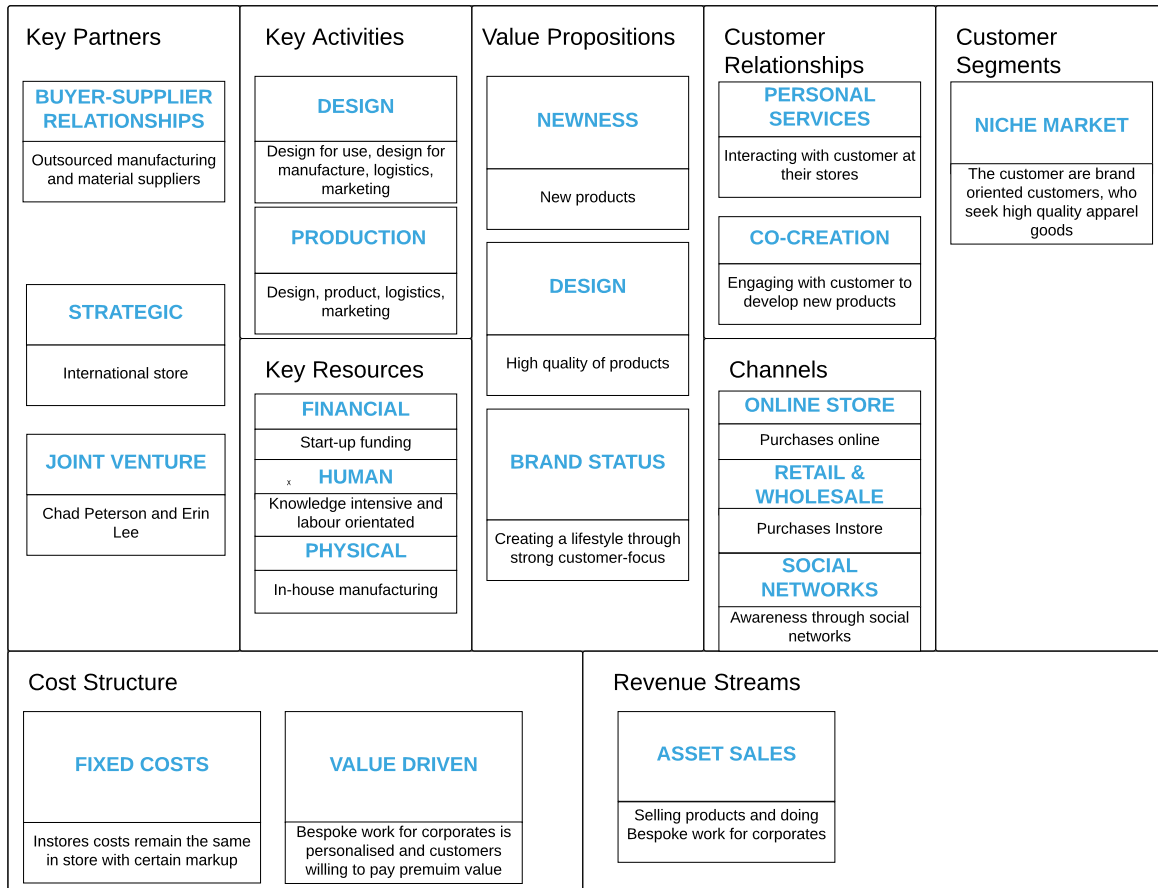 Key Partners
BUYER-SUPPLIER
RELATIONSHIPS
Outsourced manufacturing
and material suppliers
STRATEGIC
International store
JOINT VENTURE
Chad Peterson and Erin
Lee
Key Activities
DESIGN
Design for use, design for
manufacture, logistics,
marketing
PRODUCTION
Design, product, logistics,
marketing
Key Resources
FINANCIAL
Start-up funding
x HUMAN
Knowledge intensive and
labour orientated
PHYSICAL
In-house manufacturing
Value Propositions
NEWNESS
New products
DESIGN
High quality of products
BRAND STATUS
Creating a lifestyle through
strong customer-focus
Customer
Relationships
PERSONAL
SERVICES
Interacting with customer at
their stores
CO-CREATION
Engaging with customer to
develop new products
Channels
ONLINE STORE
Purchases online
RETAIL &
WHOLESALE
Purchases Instore
SOCIAL
NETWORKS
Awareness through social
networks
Customer
Segments
NICHE MARKET
The customer are brand
oriented customers, who
seek high quality apparel
goods
Cost Structure
FIXED COSTS
Instores costs remain the same
in store with certain markup
VALUE DRIVEN
Bespoke work for corporates is
personalised and customers
willing to pay premuim value
Revenue Streams
ASSET SALES
Selling products and doing
Bespoke work for corporates